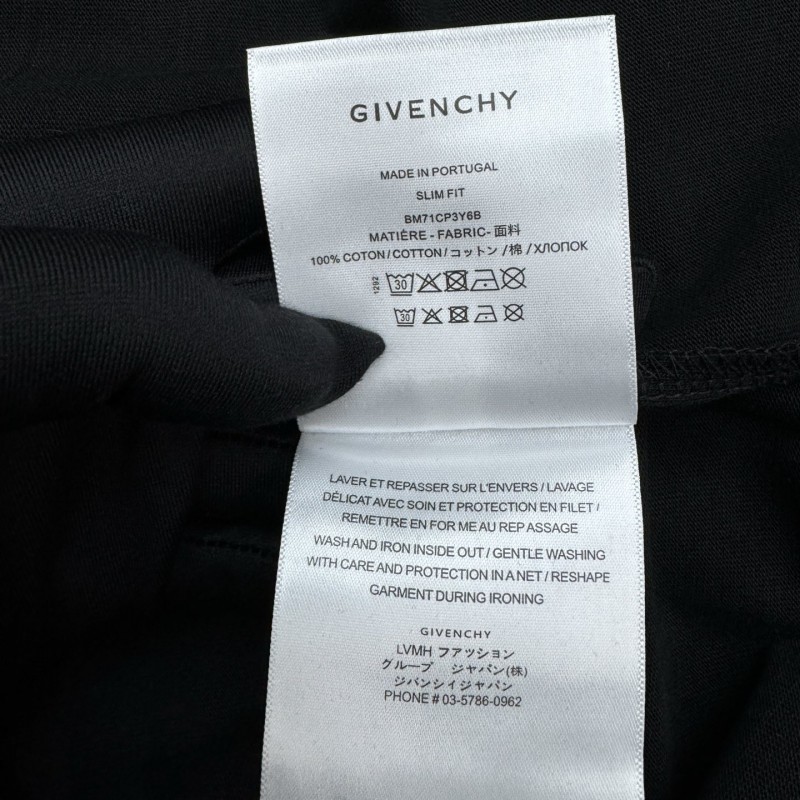 GIVENCHY
MADE IN PORTUGAL
SLIM FIT
BM71CP3Y6B
MATIÈRE - FABRIC- 面料
100% COTON/COTTON/コットン/棉/ХЛОПОК
1292
30
30
LAVER ET REPASSER SUR L'ENVERS / LAVAGE
DÉLICAT AVEC SOIN ET PROTECTION EN FILET /
REMETTRE EN FOR ME AU REP ASSAGE
WASH AND IRON INSIDE OUT / GENTLE WASHING
WITH CARE AND PROTECTION IN A NET / RESHAPE
GARMENT DURING IRONING
GIVENCHY
LVMH ファッション
グループ ジャパン(株)
ジバンシイジャパン
PHONE # 03-5786-0962